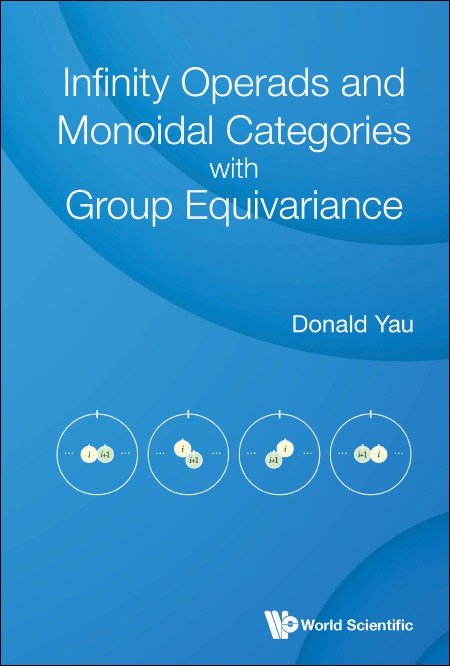 Infinity Operads and
Monoidal Categories
with
Group Equivariance
Donald Yau
... i i+1 ...
... i i+1 ...
... i i+1 ...
... i+1 i ...
World Scientific